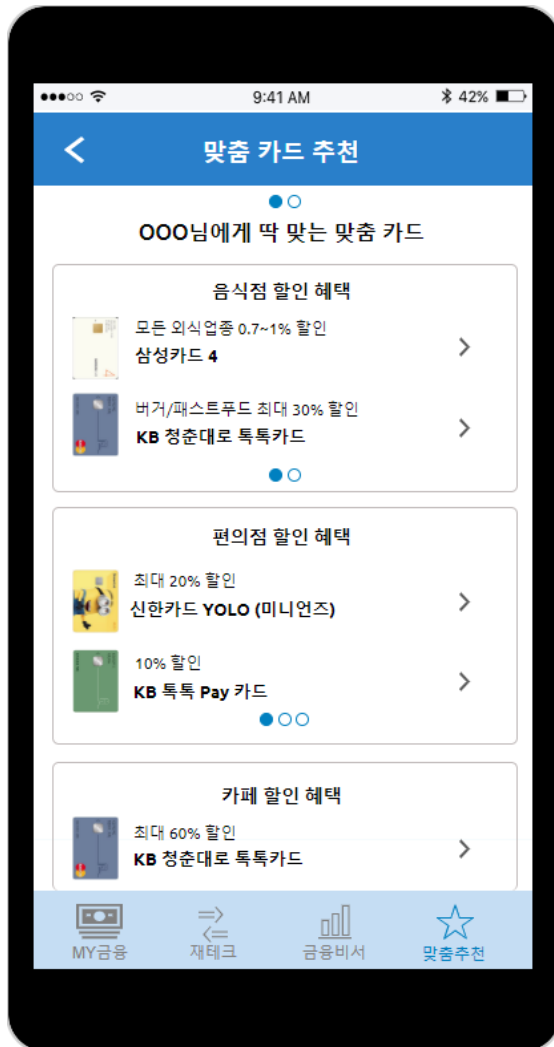 9:41 AM
42%
맞춤 카드 추천
OOO님에게 딱 맞는 맞춤 카드
음식점 할인 혜택
모든 외식업종 0.7~1% 할인
삼성카드 4
버거/패스트푸드 최대 30% 할인
KB 청춘대로 톡톡카드
편의점 할인 혜택
최대 20% 할인
신한카드 YOLO (미니언즈)
10% 할인
KB 톡톡 Pay 카드
카페 할인 혜택
최대 60% 할인
KB 청춘대로 톡톡카드
MY금융
재테크
금융비서
맞춤추천